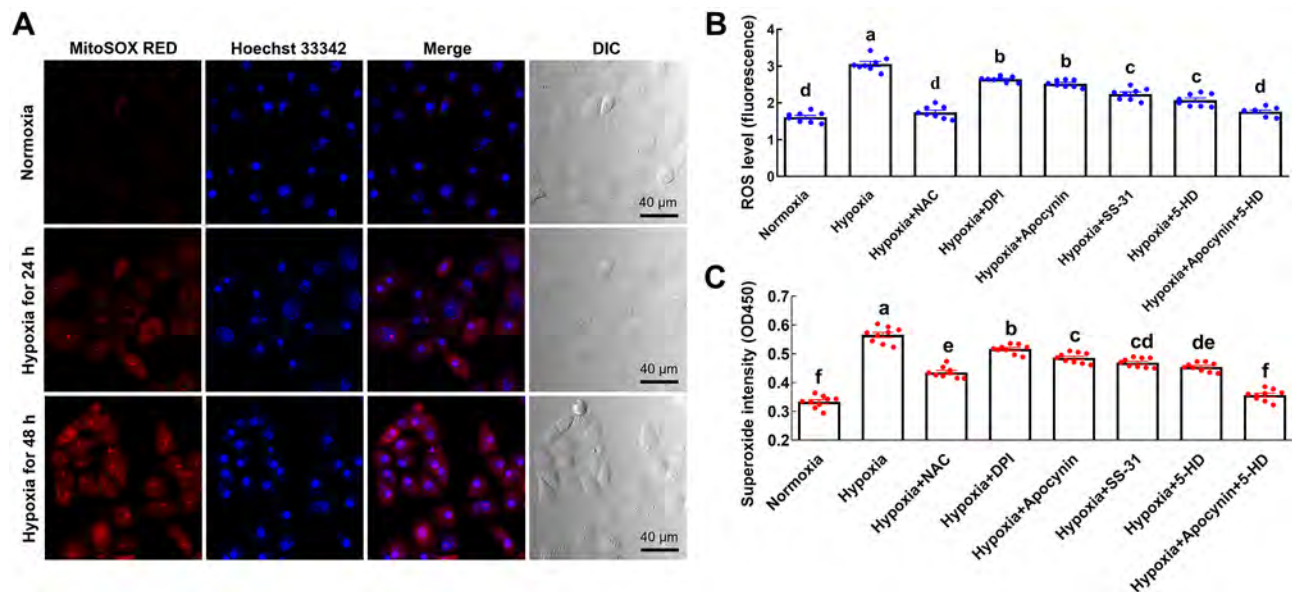 A
MitoSOX RED
Hoechst 33342
Merge
DIC
Normoxia
40 µm
Hypoxia for 24 h
40 µm
Hypoxia for 48 h
40 µm
B
ROS level (fluorescence)
4
3
2
1
0
d
a
d
b
b
c
c
d
Normoxia
Hypoxia
Hypoxia+NAC
Hypoxia+DPI
Hypoxia+Apocynin
Hypoxia+SS-31
Hypoxia+5-HD
Hypoxia+Apocynin+5-HD
C
Superoxide intensity (OD450)
0.7
0.6
0.5
0.4
0.3
0.2
f
a
e
b
c
cd
de
f
Normoxia
Hypoxia
Hypoxia+NAC
Hypoxia+DPI
Hypoxia+Apocynin
Hypoxia+SS-31
Hypoxia+5-HD
Hypoxia+Apocynin+5-HD